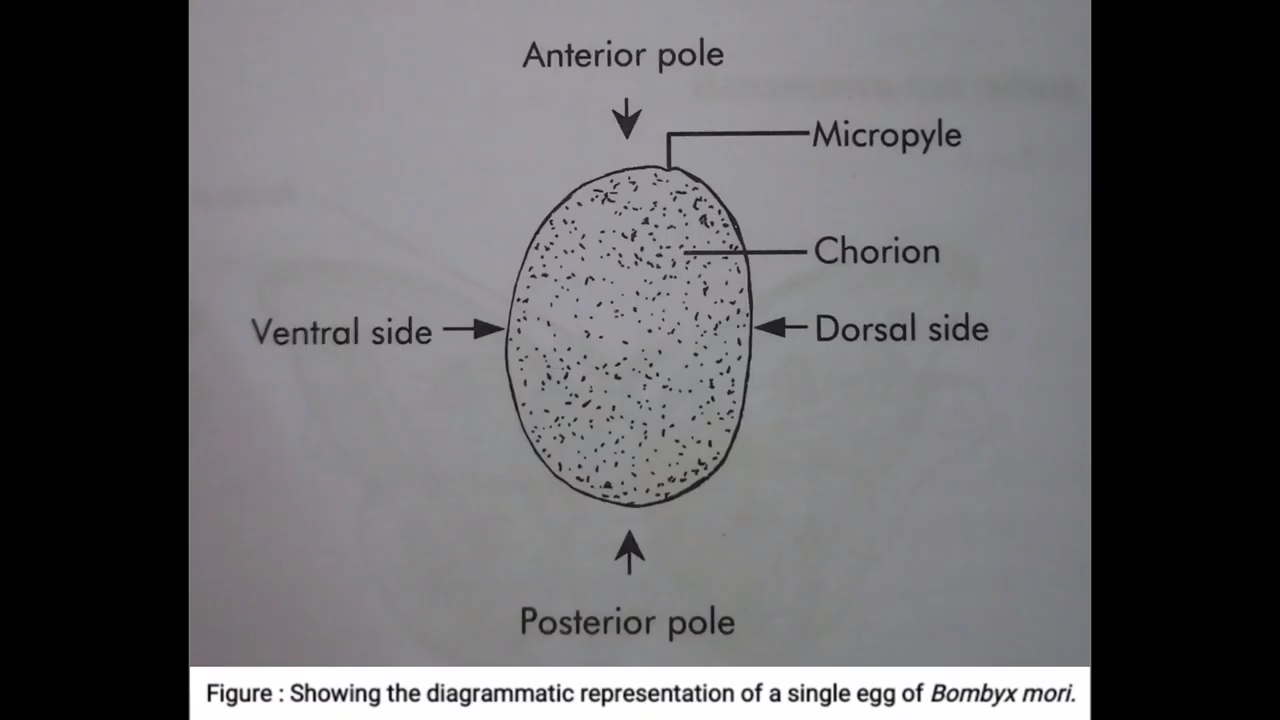 Anterior pole
Micropyle
Chorion
Ventral side
Dorsal side
Posterior pole
Figure : Showing the diagrammatic representation of a single egg of Bombyx mori.